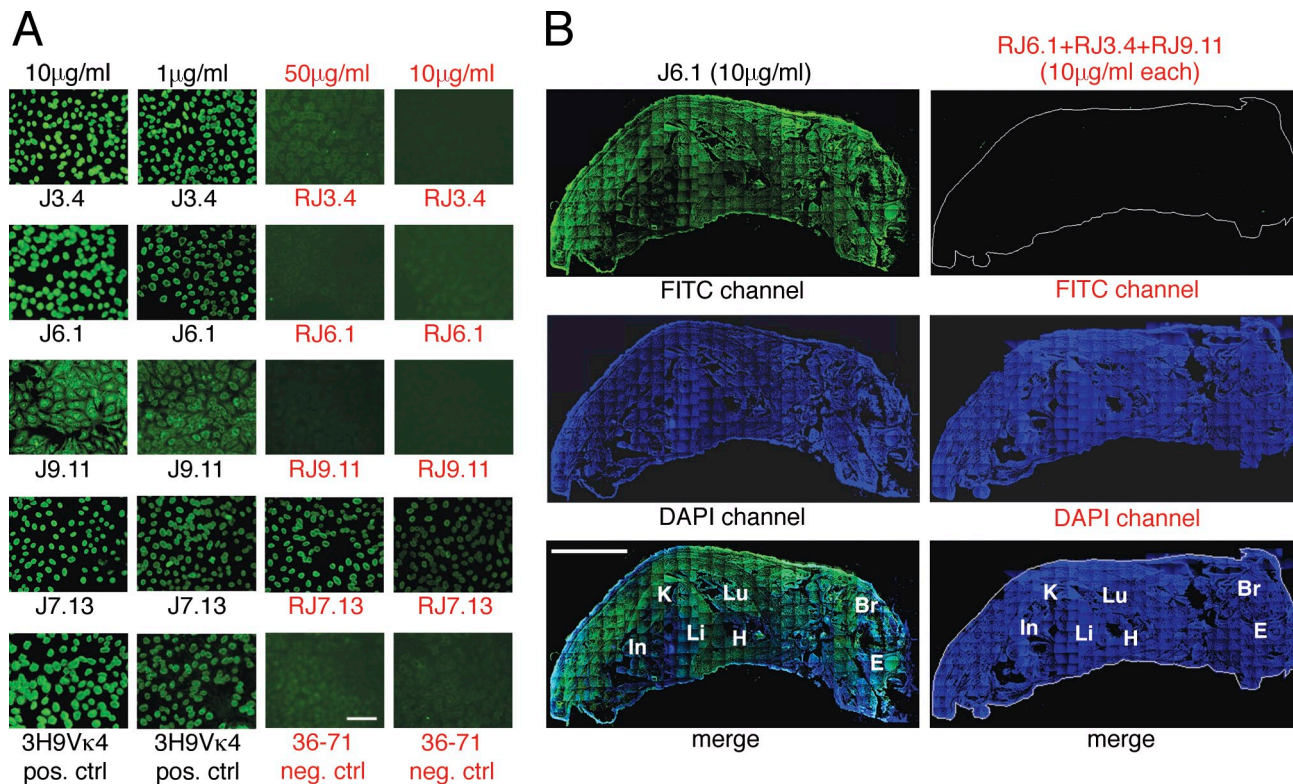 A
10µg/ml 1µg/ml 50µg/ml 10µg/ml
J3.4 J3.4 RJ3.4 RJ3.4
J6.1 J6.1 RJ6.1 RJ6.1
J9.11 J9.11 RJ9.11 RJ9.11
J7.13 J7.13 RJ7.13 RJ7.13
3H9Vκ4 3H9Vκ4 36-71 36-71
pos. ctrl pos. ctrl neg. ctrl neg. ctrl
B
J6.1 (10µg/ml)
RJ6.1+RJ3.4+RJ9.11
(10µg/ml each)
FITC channel FITC channel
DAPI channel DAPI channel
K Lu Br
In Li H E
merge
K Lu Br
In Li H E
merge